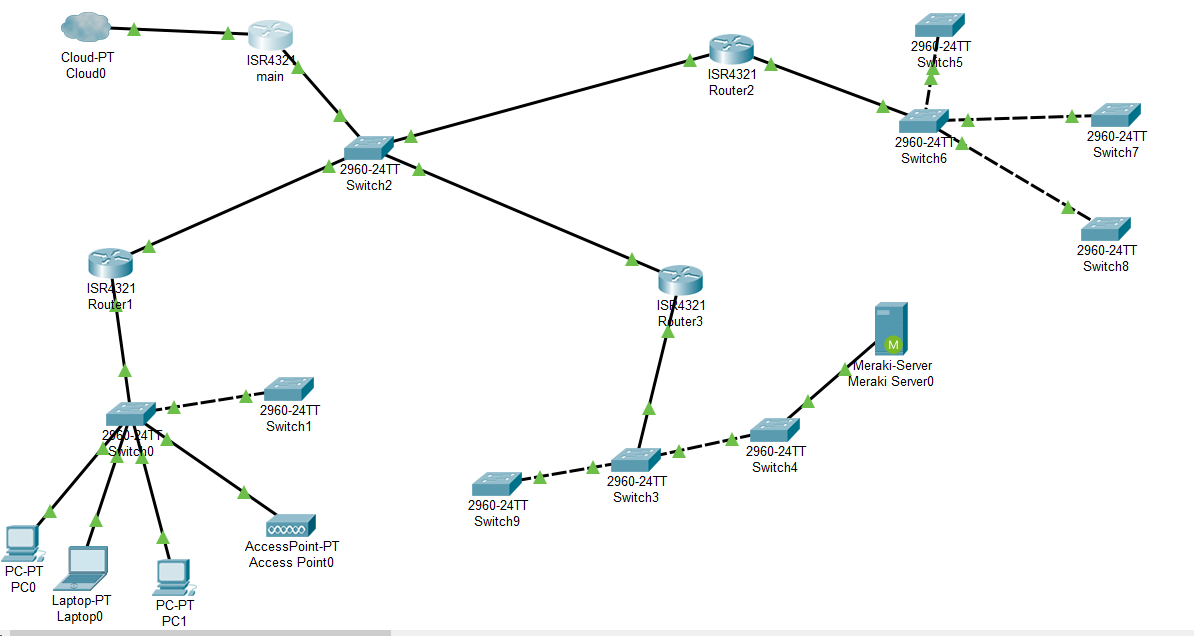 Cloud-PT
Cloud0
ISR4321
main
ISR4321
Router2
2960-24TT
Switch5
2960-24TT
Switch7
2960-24TT
Switch6
2960-24TT
Switch2
2960-24TT
Switch8
ISR4321
Router1
ISR4321
Router3
M
Meraki-Server
Meraki Server0
2960-24TT
Switch1
2960-24TT
Switch0
2960-24TT
Switch4
2960-24TT
Switch3
2960-24TT
Switch9
AccessPoint-PT
Access Point0
PC-PT
PC0
Laptop-PT
Laptop0
PC-PT
PC1